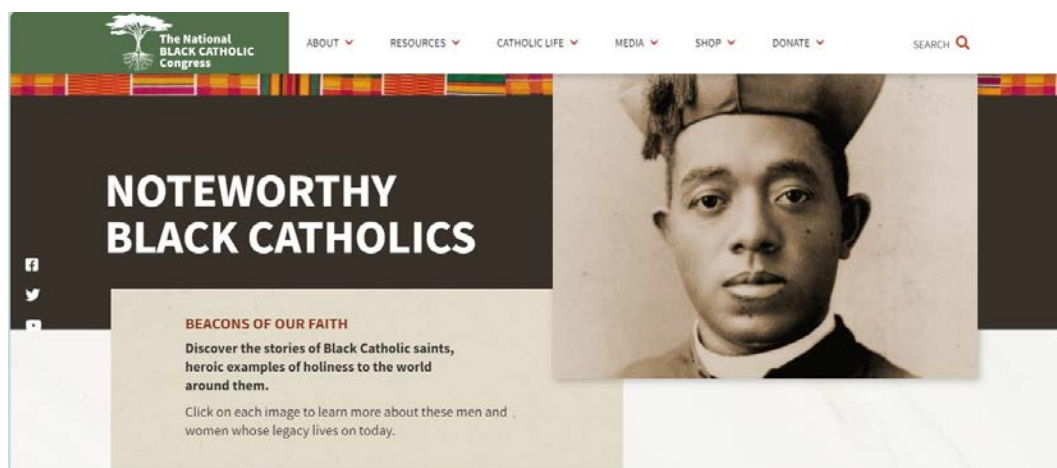 The National
BLACK CATHOLIC
Congress
ABOUT
RESOURCES
CATHOLIC LIFE
MEDIA
SHOP
DONATE
SEARCH
NOTEWORTHY
BLACK CATHOLICS
BEACONS OF OUR FAITH
Discover the stories of Black Catholic saints,
heroic examples of holiness to the world
around them.
Click on each image to learn more about these men and
women whose legacy lives on today.